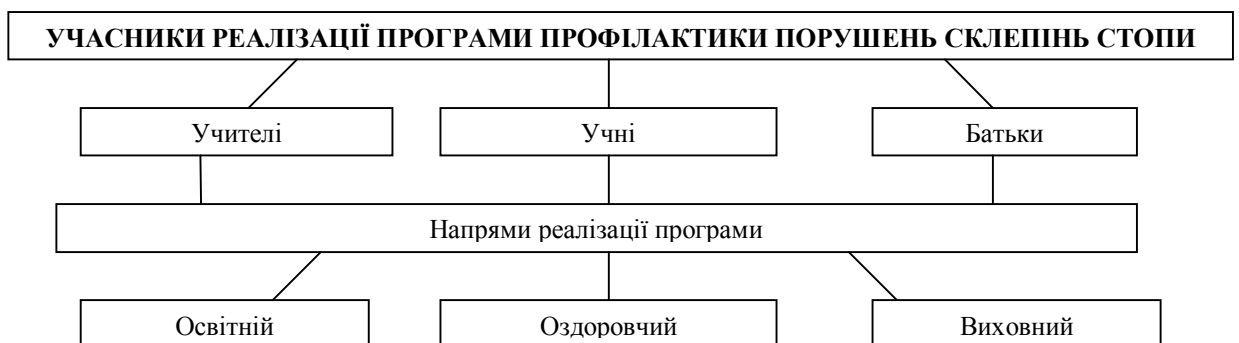 УЧАСНИКИ РЕАЛІЗАЦІЇ ПРОГРАМИ ПРОФІЛАКТИКИ ПОРУШЕНЬ СКЛЕПІНЬ СТОПИ
Учителі
Учні
Батьки
Напрями реалізації програми
Освітній
Оздоровчий
Виховний